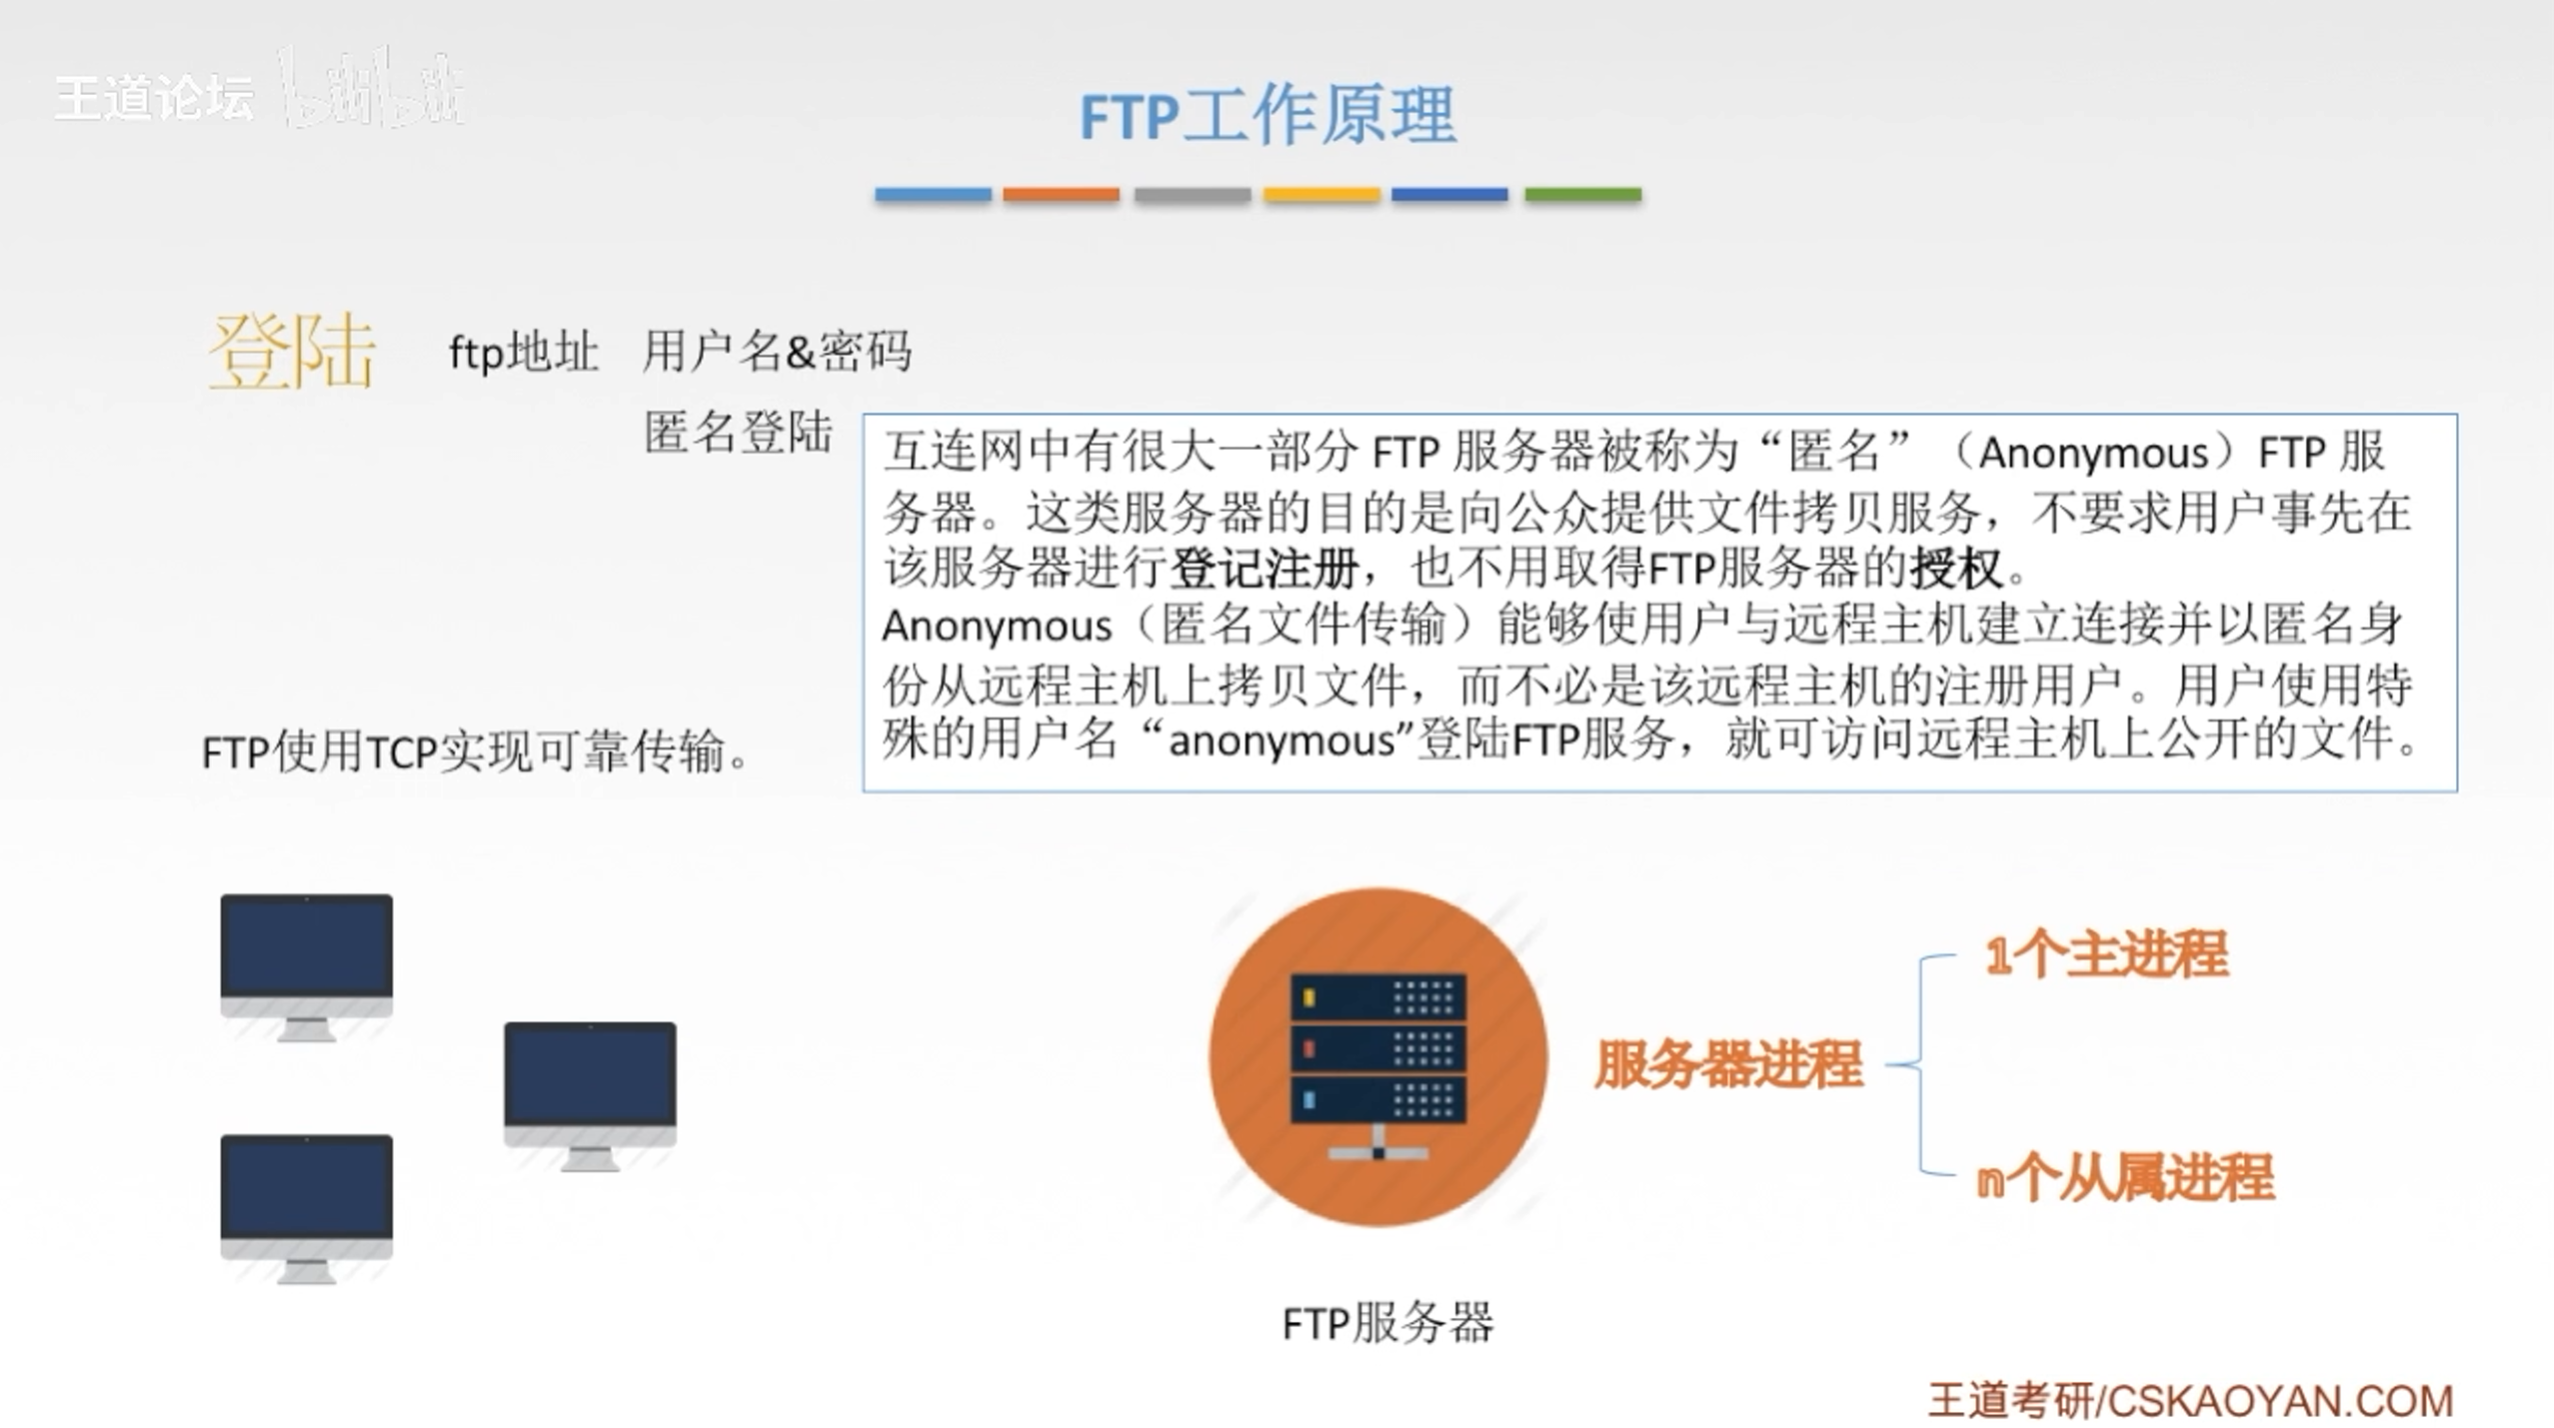 王道论坛 bilibili
FTP工作原理
登陆 ftp地址 用户名&密码
匿名登陆
互连网中有很大一部分 FTP 服务器被称为“匿名”（Anonymous）FTP 服
务器。这类服务器的目的是向公众提供文件拷贝服务，不要求用户事先在
该服务器进行登记注册，也不用取得FTP服务器的授权。
Anonymous（匿名文件传输）能够使用户与远程主机建立连接并以匿名身
份从远程主机上拷贝文件，而不必是该远程主机的注册用户。用户使用特
殊的用户名“anonymous”登陆FTP服务，就可访问远程主机上公开的文件。
FTP使用TCP实现可靠传输。
1个主进程
服务器进程
n个从属进程
FTP服务器
王道考研/CSKAOYAN.COM